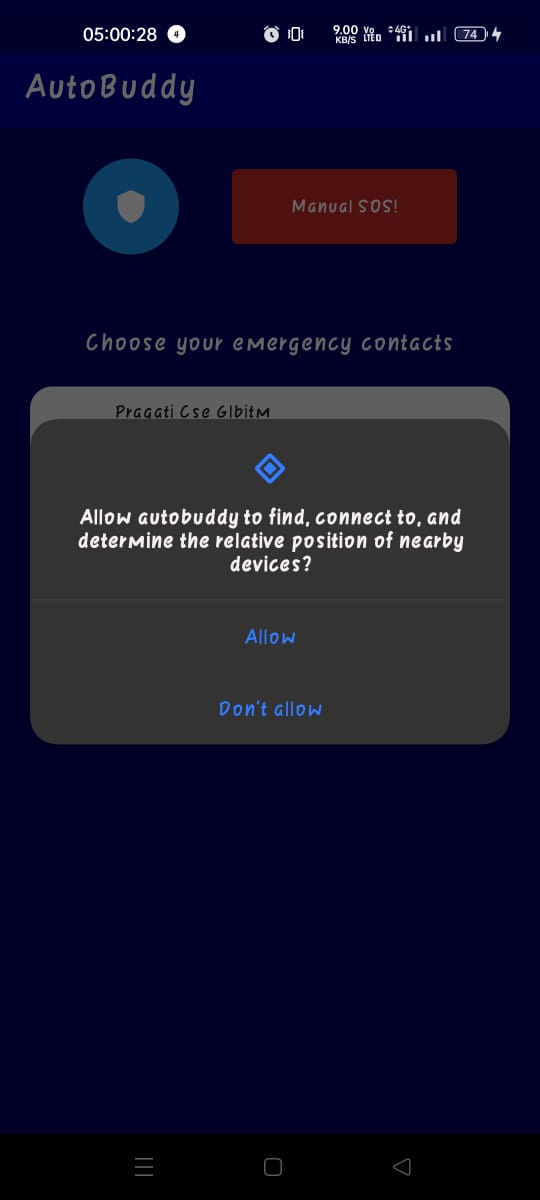 05:00:28 4 9.00 KB/S Vo LTED 4G+ 74
AutoBuddy
Manual SOS!
Choose your emergency contacts
Pragati Cse Glbitm
Allow autobuddy to find, connect to, and
determine the relative position of nearby
devices?
Allow
Don't allow